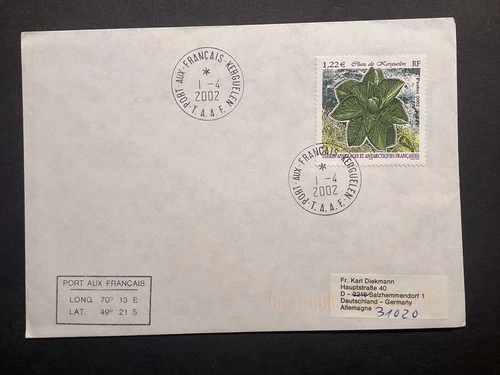 PORT-AUX-FRANÇAIS KERGUELEN
*
1 -4
2002
T.A.A.F.
1,22 € Chou de Kerguelen RF
TERRES AUSTRALES ET ANTARCTIQUES FRANÇAISES
PORT-AUX-FRANÇAIS KERGUELEN
*
1 -4
2002
T.A.A.F.
PORT AUX FRANÇAIS
LONG. 70° 13 E
LAT. 49° 21 S
Fr. Karl Diekmann
Hauptstraße 40
D - 3216 Salzhemmendorf 1
Deutschland - Germany
Allemagne 31020